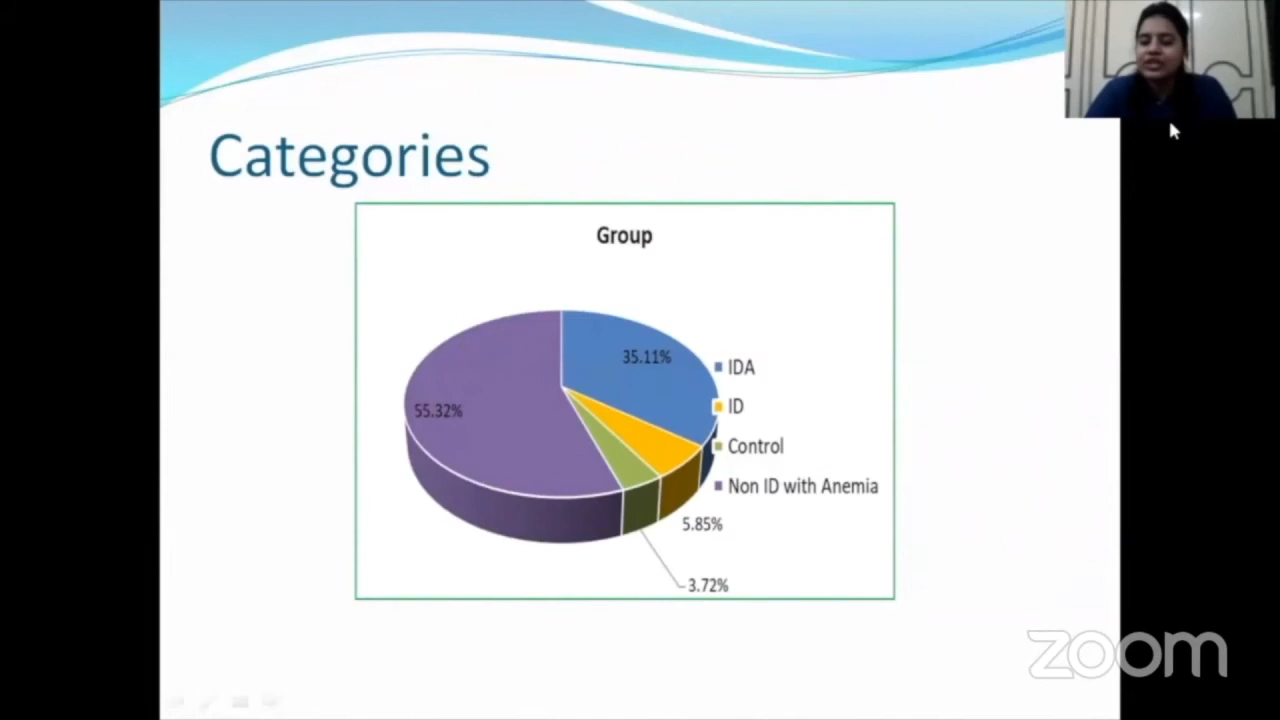 Categories
Group
35.11%
IDA
55.32%
ID
Control
Non ID with Anemia
5.85%
3.72%
zoom